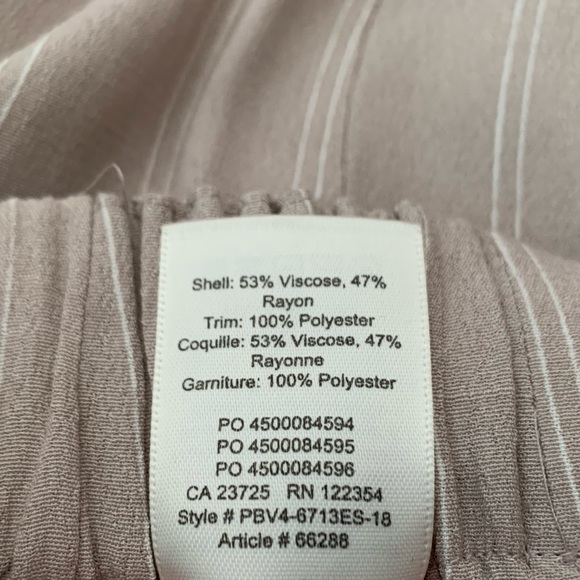 Shell: 53% Viscose, 47%
Rayon
Trim: 100% Polyester
Coquille: 53% Viscose, 47%
Rayonne
Garniture: 100% Polyester
PO 4500084594
PO 4500084595
PO 4500084596
CA 23725 RN 122354
Style # PBV4-6713ES-18
Article # 66288